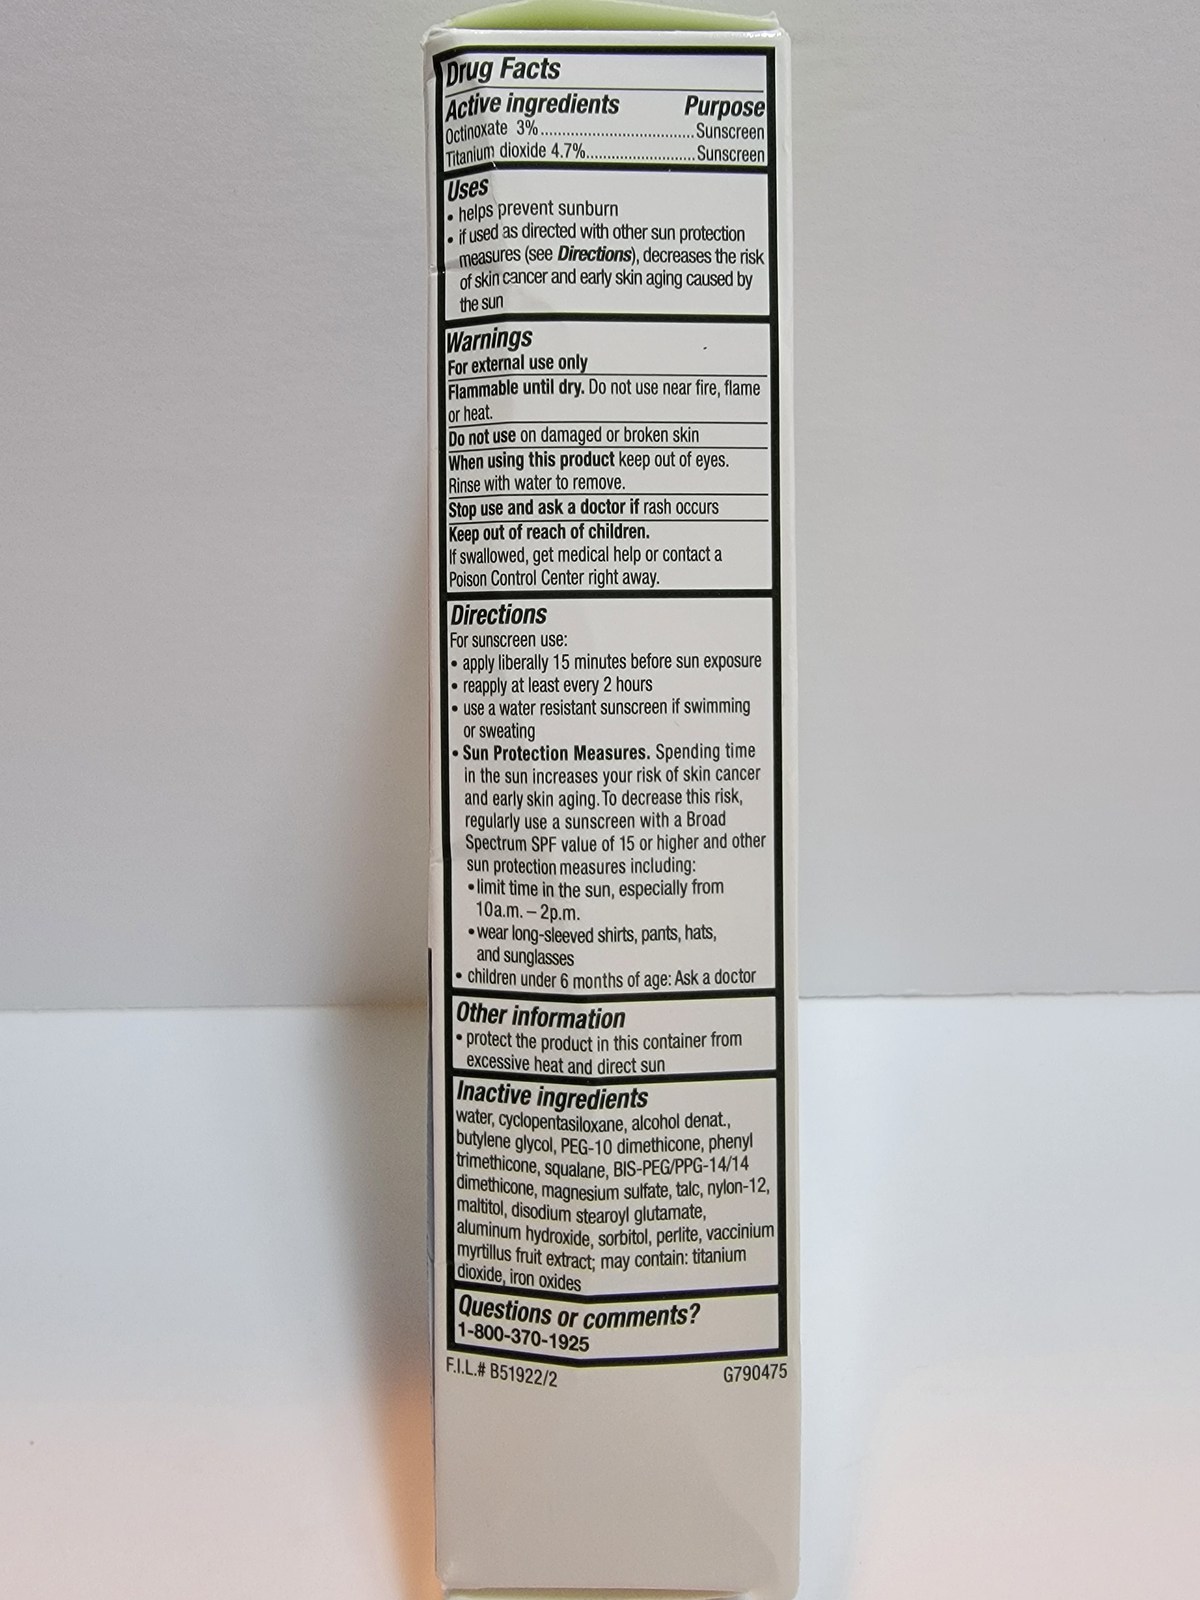 Drug Facts
Active ingredients Purpose
Octinoxate 3%.................................... Sunscreen
Titanium dioxide 4.7%......................... Sunscreen
Uses
• helps prevent sunburn
• if used as directed with other sun protection
measures (see Directions), decreases the risk
of skin cancer and early skin aging caused by
the sun
Warnings
For external use only
Flammable until dry. Do not use near fire, flame
or heat.
Do not use on damaged or broken skin
When using this product keep out of eyes.
Rinse with water to remove.
Stop use and ask a doctor if rash occurs
Keep out of reach of children.
If swallowed, get medical help or contact a
Poison Control Center right away.
Directions
For sunscreen use:
• apply liberally 15 minutes before sun exposure
• reapply at least every 2 hours
• use a water resistant sunscreen if swimming
or sweating
• Sun Protection Measures. Spending time
in the sun increases your risk of skin cancer
and early skin aging. To decrease this risk,
regularly use a sunscreen with a Broad
Spectrum SPF value of 15 or higher and other
sun protection measures including:
• limit time in the sun, especially from
10a.m. – 2p.m.
• wear long-sleeved shirts, pants, hats,
and sunglasses
• children under 6 months of age: Ask a doctor
Other information
• protect the product in this container from
excessive heat and direct sun
Inactive ingredients
water, cyclopentasiloxane, alcohol denat.,
butylene glycol, PEG-10 dimethicone, phenyl
trimethicone, squalane, BIS-PEG/PPG-14/14
dimethicone, magnesium sulfate, talc, nylon-12,
maltitol, disodium stearoyl glutamate,
aluminum hydroxide, sorbitol, perlite, vaccinium
myrtillus fruit extract; may contain: titanium
dioxide, iron oxides
Questions or comments?
1-800-370-1925
F.I.L.# B51922/2 G790475